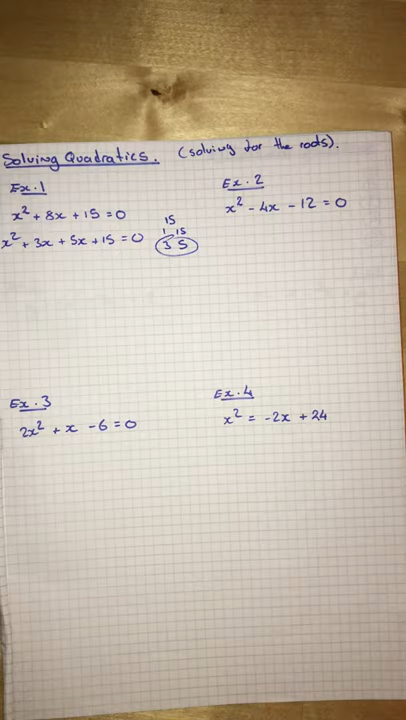 Solving Quadratics. (solving for the roots).
Ex.1
x² + 8x + 15 = 0
x² + 3x + 5x + 15 = 0
15
1 15
3 5
Ex. 2
x² - 4x - 12 = 0
Ex. 3
2x² + x - 6 = 0
Ex. 4
x² = -2x + 24